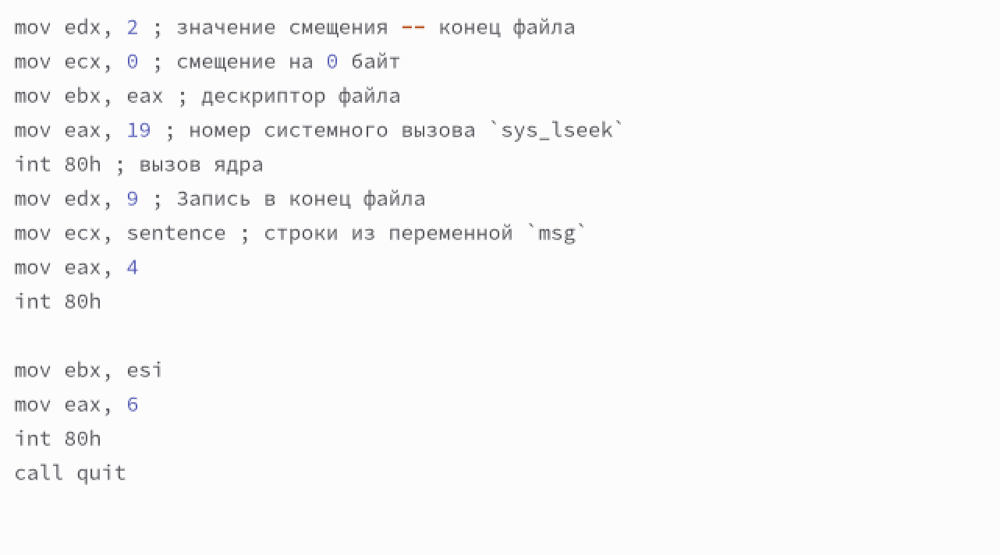 mov edx, 2 ; значение смещения -- конец файла
mov ecx, 0 ; смещение на 0 байт
mov ebx, eax ; дескриптор файла
mov eax, 19 ; номер системного вызова `sys_lseek`
int 80h ; вызов ядра
mov edx, 9 ; Запись в конец файла
mov ecx, sentence ; строки из переменной `msg`
mov eax, 4
int 80h
mov ebx, esi
mov eax, 6
int 80h
call quit